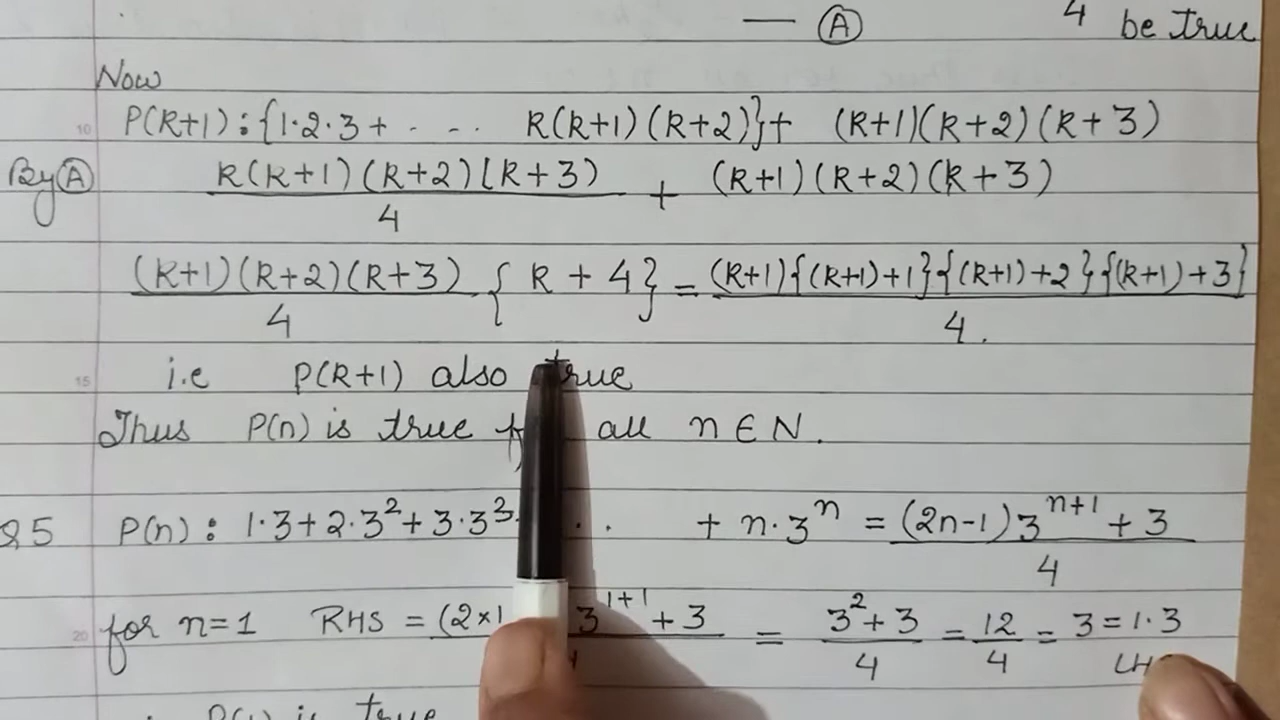 — Ⓐ 4 be true
Now
P(k+1) : {1·2·3 + · -· k(k+1)(k+2)} + (k+1)(k+2)(k+3)
By Ⓐ k(k+1)(k+2)(k+3) / 4 + (k+1)(k+2)(k+3)
(k+1)(k+2)(k+3) / 4 {k + 4} = (k+1){(k+1)+1}{(k+1)+2}{(k+1)+3} / 4.
i.e P(k+1) also true
Thus P(n) is true all n ∈ N.
Q5 P(n) : 1·3 + 2·3² + 3·3³ · · · + n·3ⁿ = (2n-1)3ⁿ⁺¹ + 3 / 4
for n=1 RHS = (2×1 3¹⁺¹ + 3 / 4 = 3² + 3 / 4 = 12 / 4 = 3 = 1·3
is true